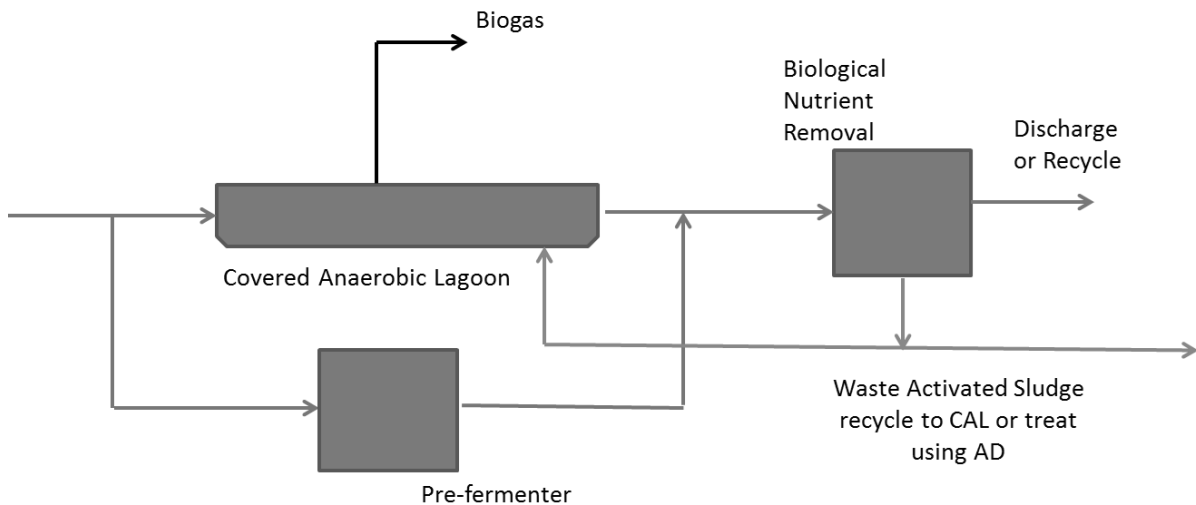 Biogas
Biological
Nutrient
Removal
Discharge
or Recycle
Covered Anaerobic Lagoon
Waste Activated Sludge
recycle to CAL or treat
using AD
Pre-fermenter